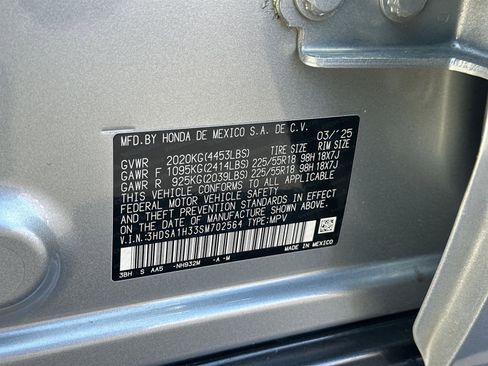 MFD.BY HONDA DE MEXICO S.A. DE C.V. 03/'25
GVWR 2020KG(4453LBS) TIRE SIZE RIM SIZE
GAWR F 1095KG(2414LBS) 225/55R18 98H 18X7J
GAWR R 925KG(2039LBS) 225/55R18 98H 18X7J
THIS VEHICLE CONFORMS TO ALL APPLICABLE
FEDERAL MOTOR VEHICLE SAFETY STANDARDS IN EFFECT
ON THE DATE OF MANUFACTURE SHOWN ABOVE.
V.I.N.:3HDSA1H33SM702564 TYPE:MPV
3BH S AA5 -NH932M -A -M
MADE IN MEXICO